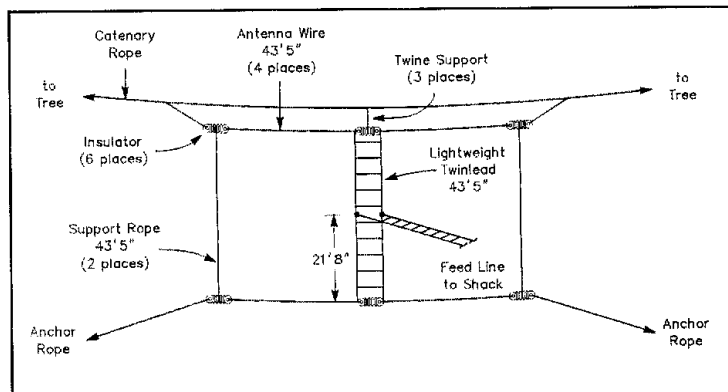 Catenary
Rope
Antenna Wire
43'5"
(4 places)
Twine Support
(3 places)
to
Tree
to
Tree
Insulator
(6 places)
Lightweight
Twinlead
43'5"
Support Rope
43'5"
(2 places)
21'8"
Feed Line
to Shack
Anchor
Rope
Anchor
Rope